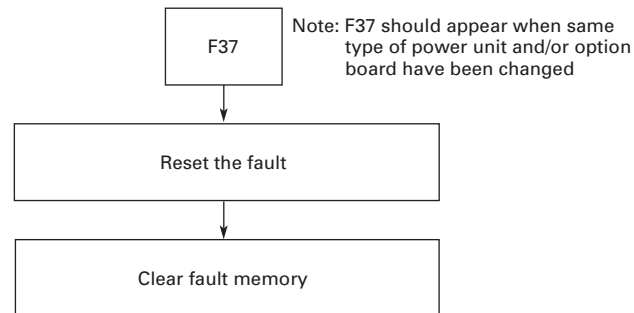 F37
Note: F37 should appear when same
type of power unit and/or option
board have been changed
Reset the fault
Clear fault memory